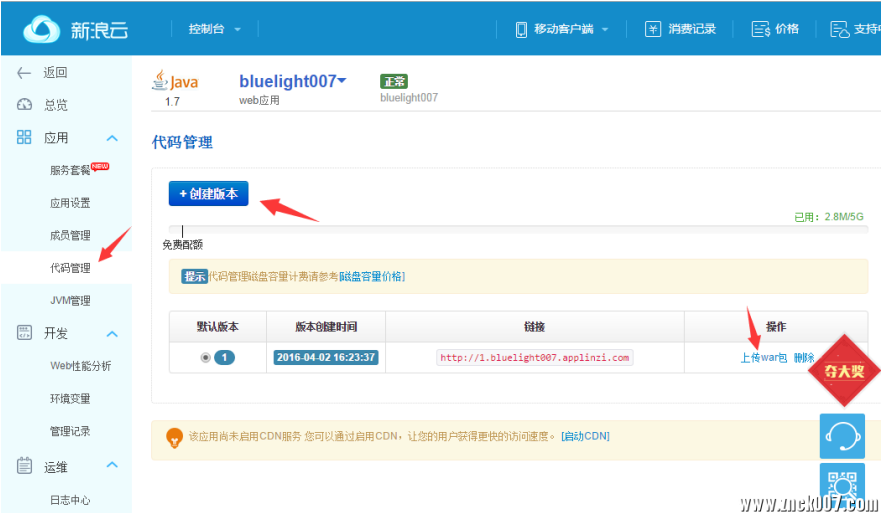 新浪云 控制台 移动客户端 ¥ 消费记录 价格 支持中
返回
总览
应用
服务套餐 NEW
应用设置
成员管理
代码管理
JVM管理
开发
Web性能分析
环境变量
管理记录
运维
日志中心
Java bluelight007 正常
1.7 web应用 bluelight007
代码管理
+ 创建版本
已用：2.8M/5G
免费配额
提示 代码管理磁盘容量计费请参考[磁盘容量价格]
默认版本 版本创建时间 链接 操作
1 2016-04-02 16:23:37 http://1.bluelight007.applinzi.com 上传war包 删除
夺大奖
该应用尚未启用CDN服务 您可以通过启用CDN，让您的用户获得更快的访问速度。 [启动CDN]
www.znck007.com